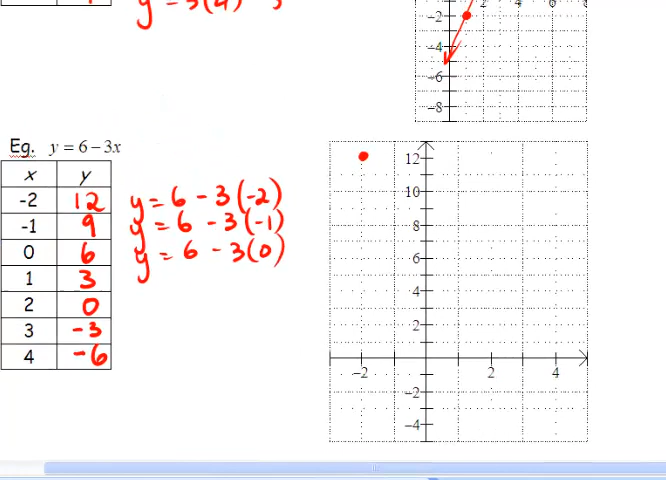 y = 3(4)
-2
-4
-6
-8
2 4 6 8
Eg. y = 6 – 3x
x y
-2 12
-1 9
0 6
1 3
2 0
3 -3
4 -6
y = 6 - 3(-2)
y = 6 - 3(-1)
y = 6 - 3(0)
y
12
10
8
6
4
2
-2 2 4
-2
-4